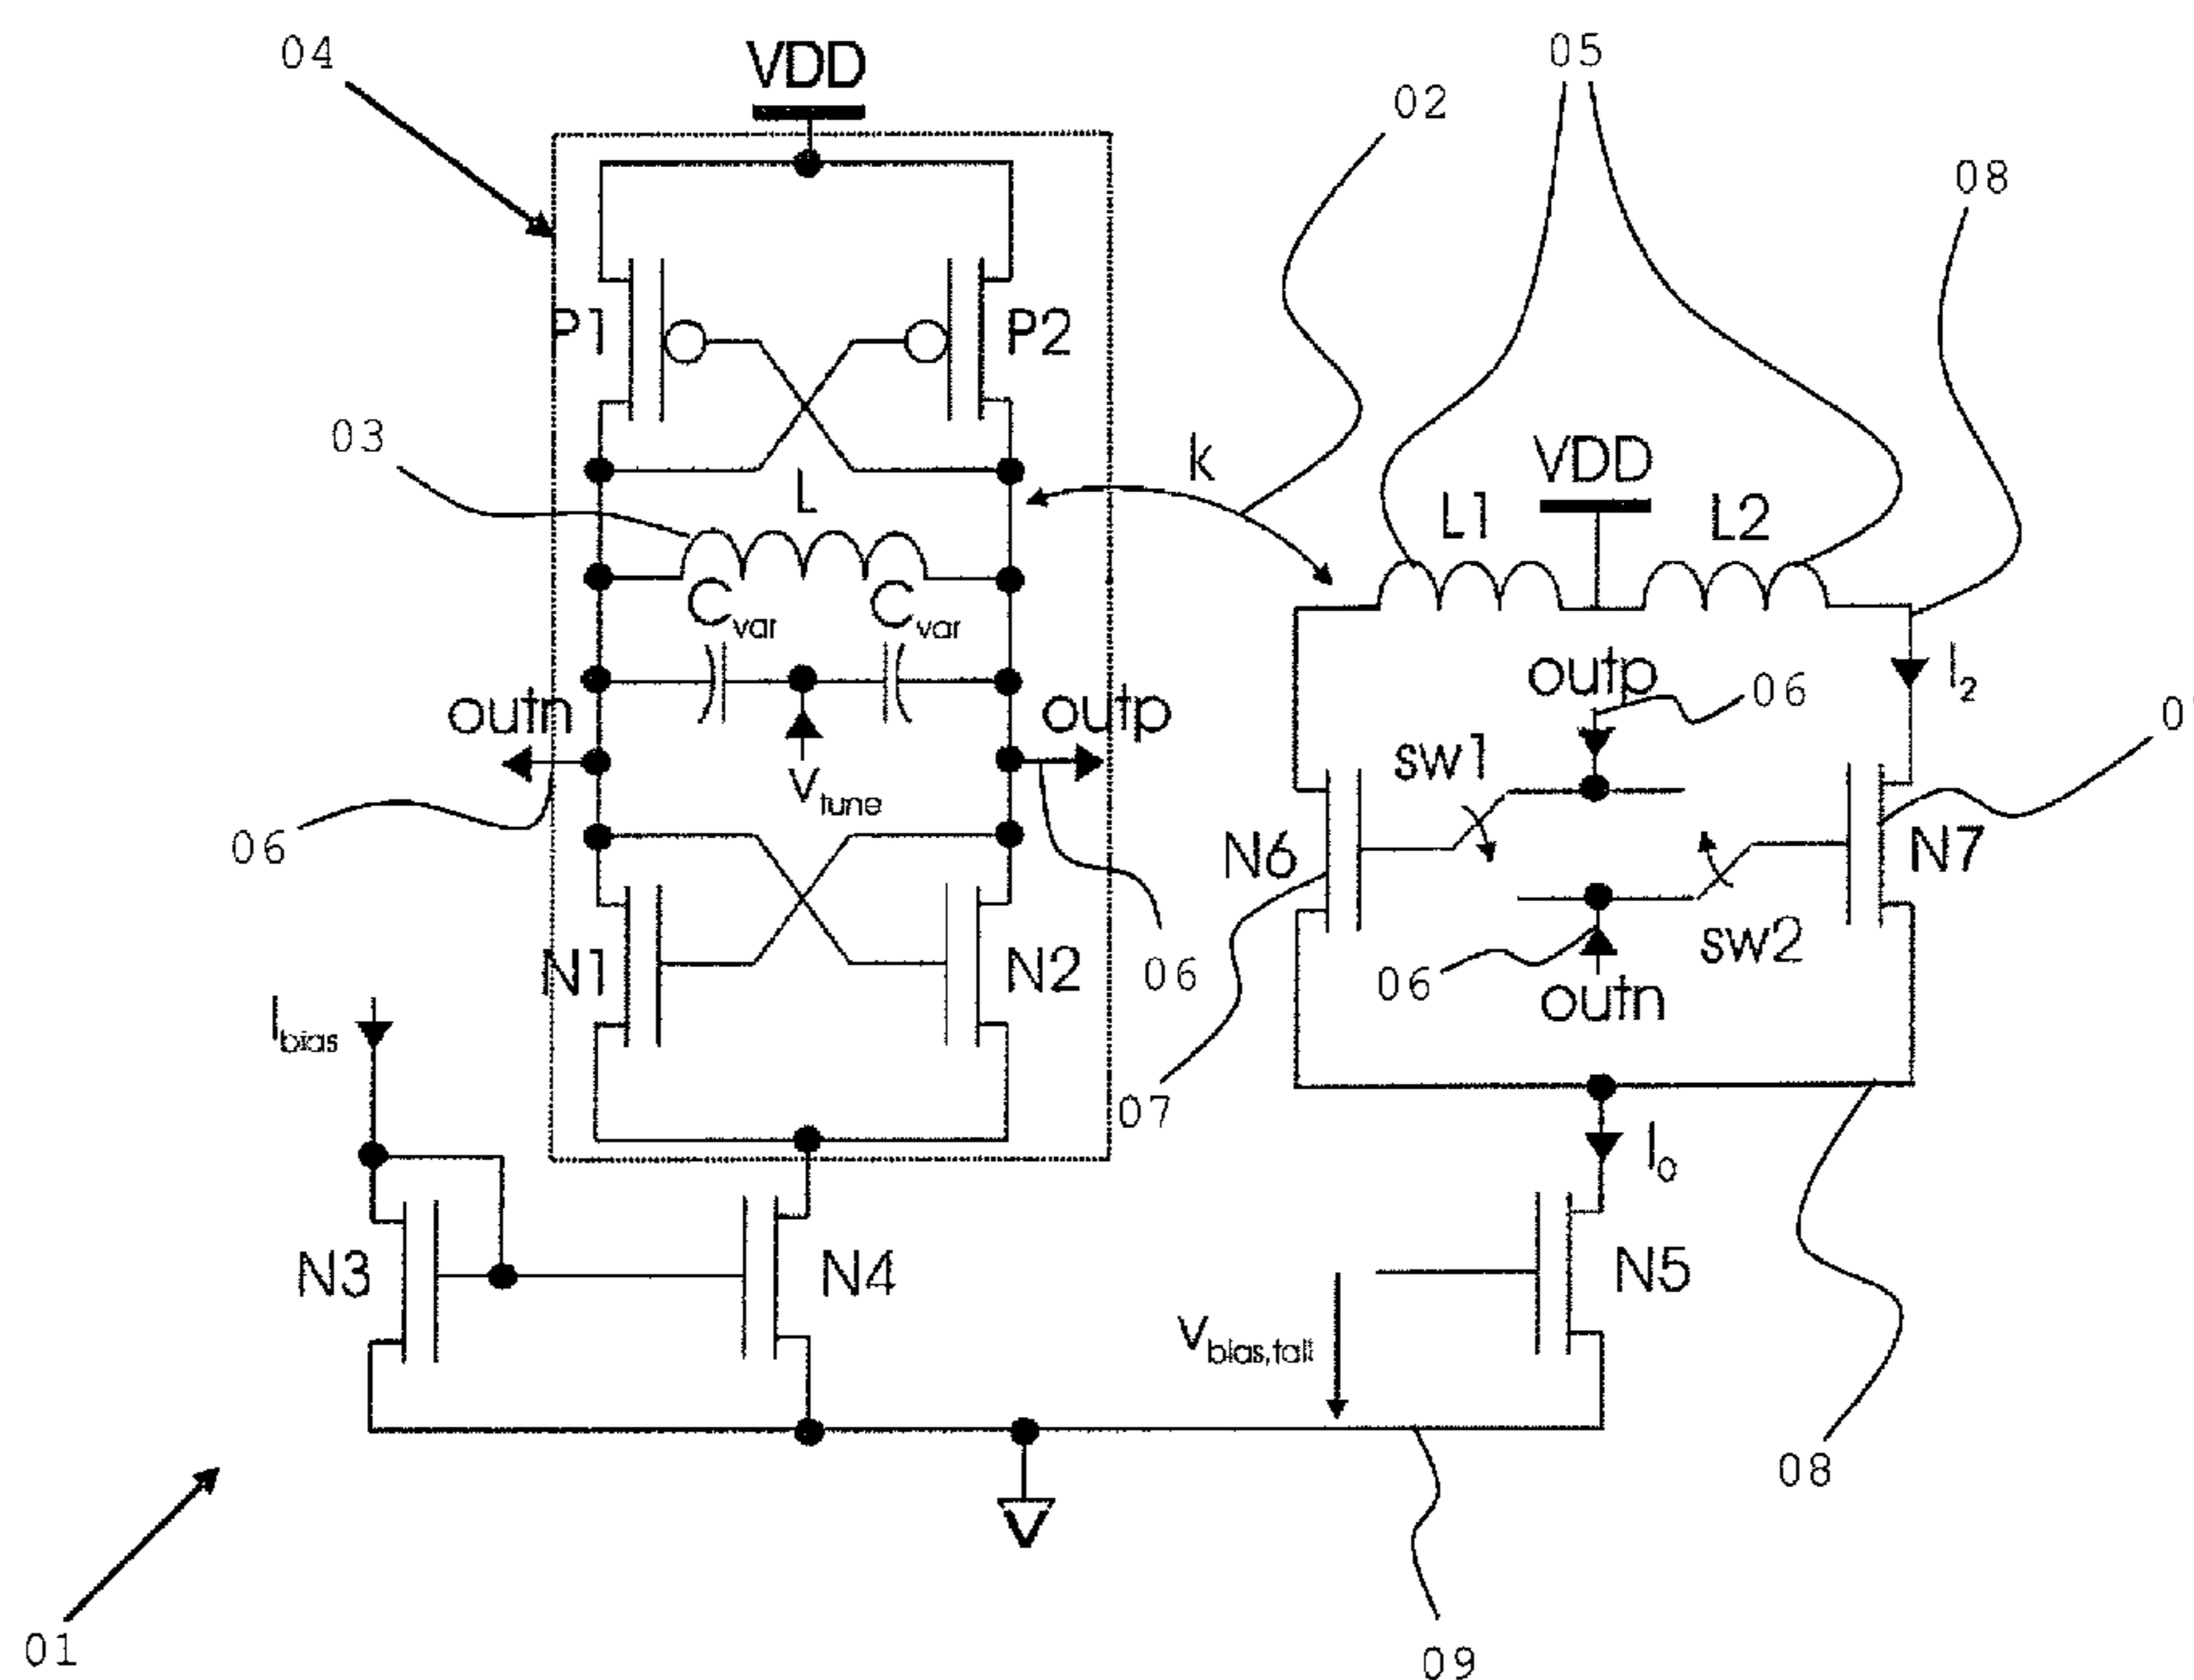 04
VDD
05
02
08
P1
P2
03
k
VDD
L
L1
L2
Cvar
Cvar
outp
06
I2
outn
outp
sw1
Vtune
06
N6
N7
sw2
N1
N2
06
06
outn
Ibias
07
I0
N3
N4
N5
Vbias,tail
08
01
09